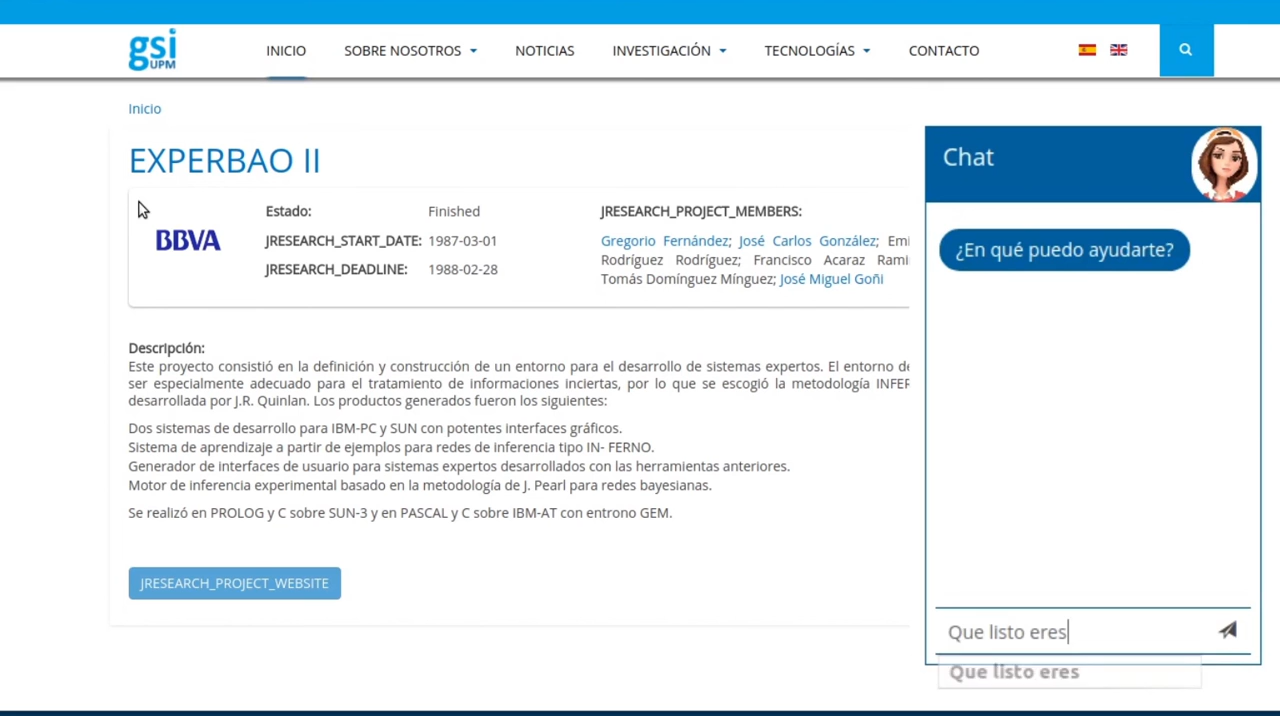 gsi
UPM
INICIO SOBRE NOSOTROS NOTICIAS INVESTIGACIÓN TECNOLOGÍAS CONTACTO
Inicio
EXPERBAO II
BBVA
Estado: Finished
JRESEARCH_START_DATE: 1987-03-01
JRESEARCH_DEADLINE: 1988-02-28
JRESEARCH_PROJECT_MEMBERS:
Gregorio Fernández; José Carlos González; Emi
Rodríguez Rodríguez; Francisco Acaraz Rami
Tomás Domínguez Mínguez; José Miguel Goñi
Descripción:
Este proyecto consistió en la definición y construcción de un entorno para el desarrollo de sistemas expertos. El entorno de
ser especialmente adecuado para el tratamiento de informaciones inciertas, por lo que se escogió la metodología INFER
desarrollada por J.R. Quinlan. Los productos generados fueron los siguientes:
Dos sistemas de desarrollo para IBM-PC y SUN con potentes interfaces gráficos.
Sistema de aprendizaje a partir de ejemplos para redes de inferencia tipo IN- FERNO.
Generador de interfaces de usuario para sistemas expertos desarrollados con las herramientas anteriores.
Motor de inferencia experimental basado en la metodología de J. Pearl para redes bayesianas.
Se realizó en PROLOG y C sobre SUN-3 y en PASCAL y C sobre IBM-AT con entrono GEM.
JRESEARCH_PROJECT_WEBSITE
Chat
¿En qué puedo ayudarte?
Que listo eres
Que listo eres